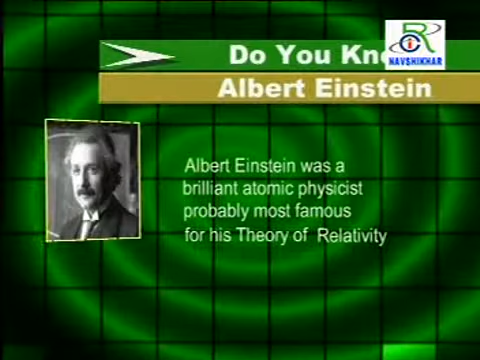 Do You Kn
NAVSHIKHAR
Albert Einstein
Albert Einstein was a
brilliant atomic physicist
probably most famous
for his Theory of Relativity